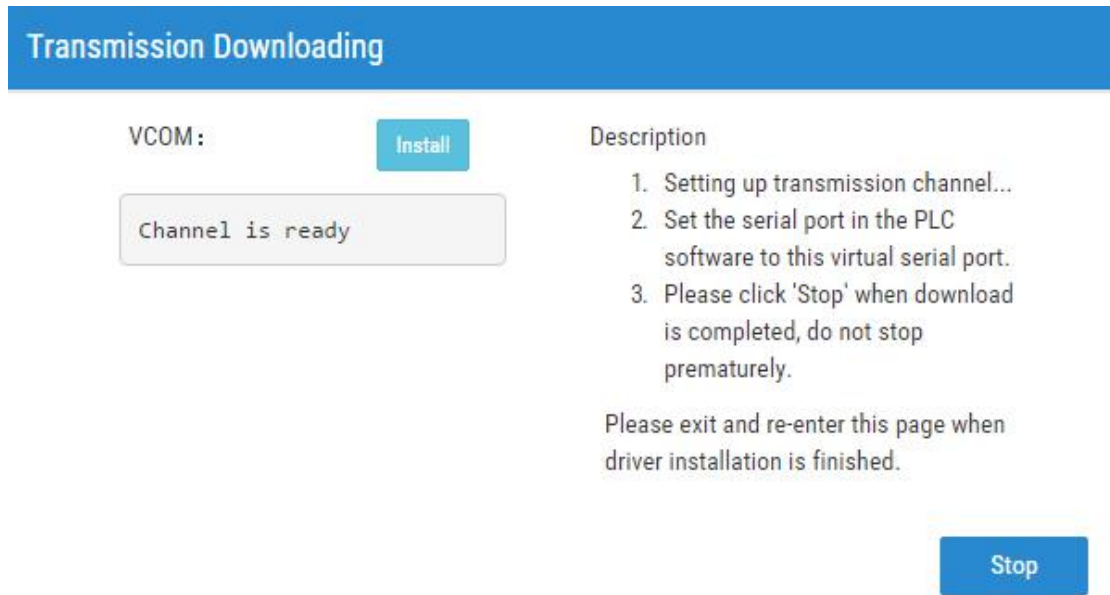 Transmission Downloading
VCOM：
Install
Channel is ready
Description
1. Setting up transmission channel...
2. Set the serial port in the PLC
software to this virtual serial port.
3. Please click 'Stop' when download
is completed, do not stop
prematurely.
Please exit and re-enter this page when
driver installation is finished.
Stop